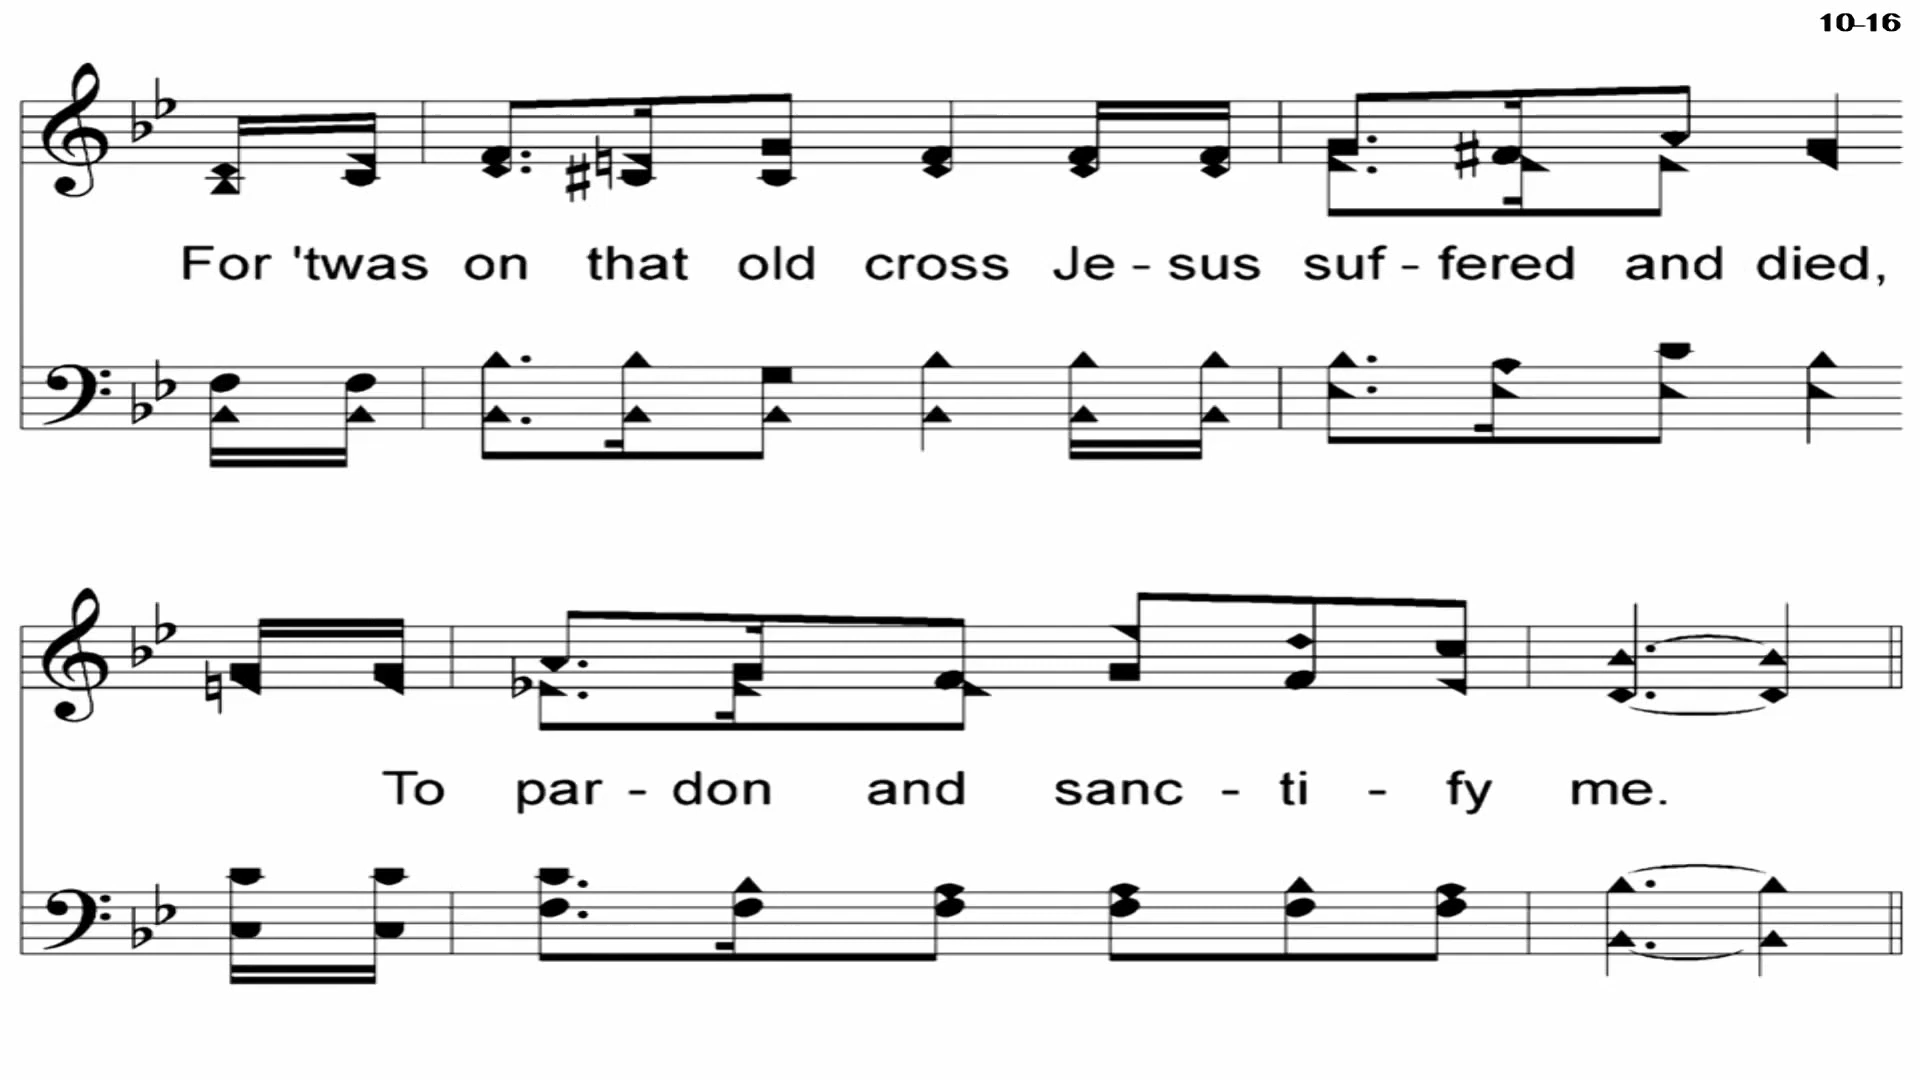 10-16
For 'twas on that old cross Je - sus suf - fered and died,
To par - don and sanc - ti - fy me.